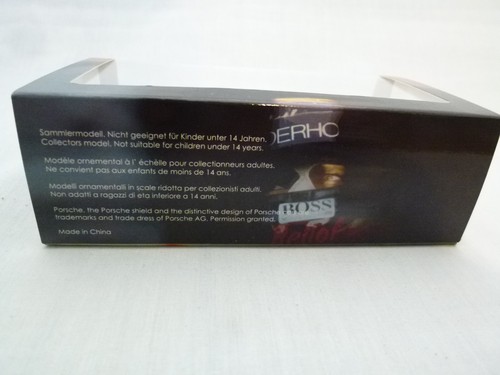 Sammlermodell. Nicht geeignet für Kinder unter 14 Jahren.
Collectors model. Not suitable for children under 14 years.
Modèle ornemental à l' échélle pour collectionneurs adultes.
Ne convient pas aux enfants de moins de 14 ans.
Modelli ornamentali in scale ridotta per collezionisti adulti.
Non adatti a ragazzi di eta inferiore a 14 anni.
Porsche, the Porsche shield and the distinctive design of Porsche
trademarks and trade dress of Porsche AG. Permission granted.
Made in China
DERHO
BOSS